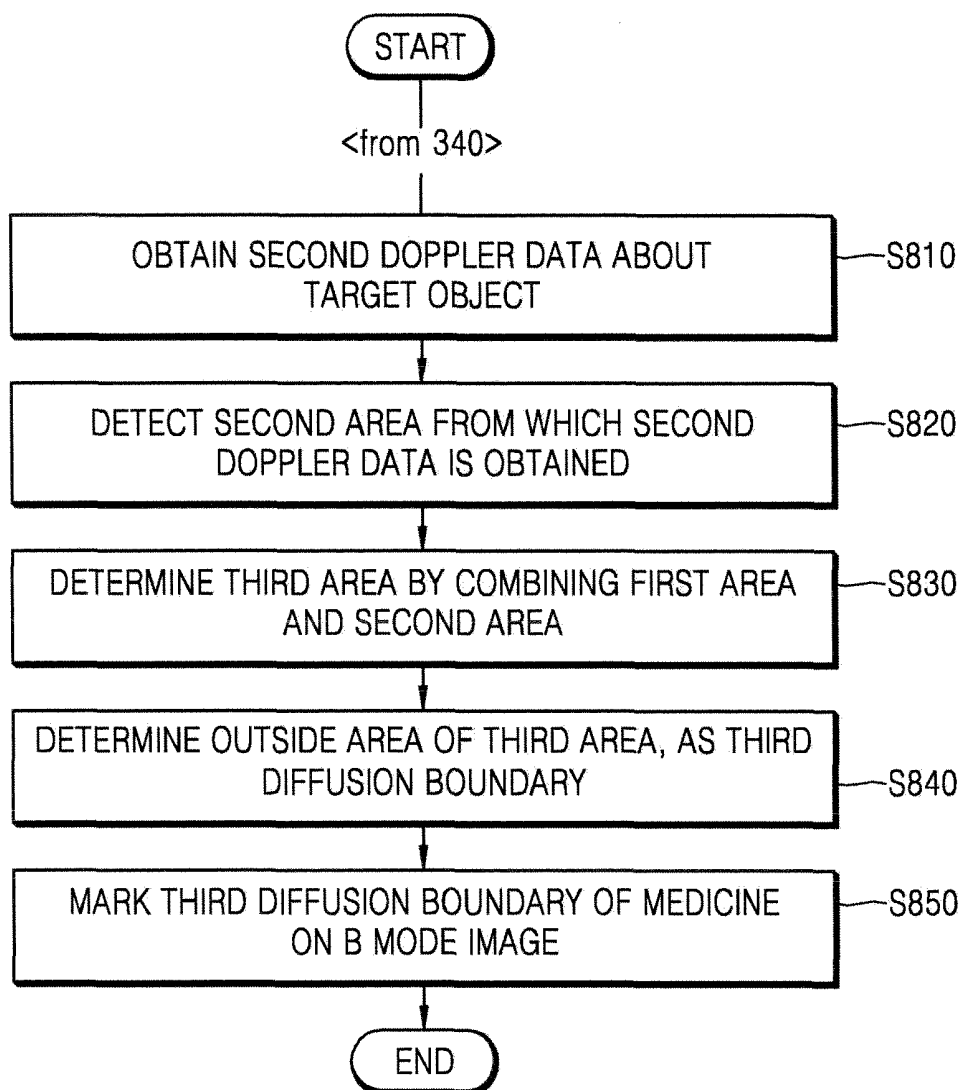 START
<from 340>
OBTAIN SECOND DOPPLER DATA ABOUT
TARGET OBJECT
S810
DETECT SECOND AREA FROM WHICH SECOND
DOPPLER DATA IS OBTAINED
S820
DETERMINE THIRD AREA BY COMBINING FIRST AREA
AND SECOND AREA
S830
DETERMINE OUTSIDE AREA OF THIRD AREA, AS THIRD
DIFFUSION BOUNDARY
S840
MARK THIRD DIFFUSION BOUNDARY OF MEDICINE
ON B MODE IMAGE
S850
END